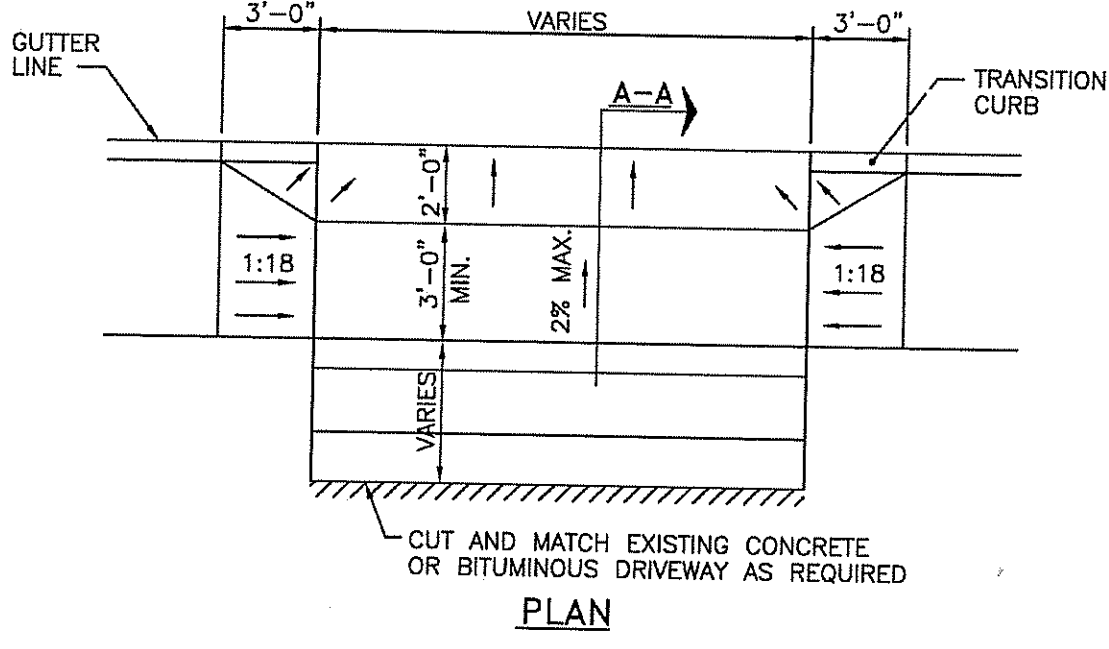 3'-0"
VARIES
3'-0"
GUTTER
LINE
A-A
TRANSITION
CURB
2'-0"
1:18
3'-0"
MIN.
2% MAX.
1:18
VARIES
CUT AND MATCH EXISTING CONCRETE
OR BITUMINOUS DRIVEWAY AS REQUIRED
PLAN